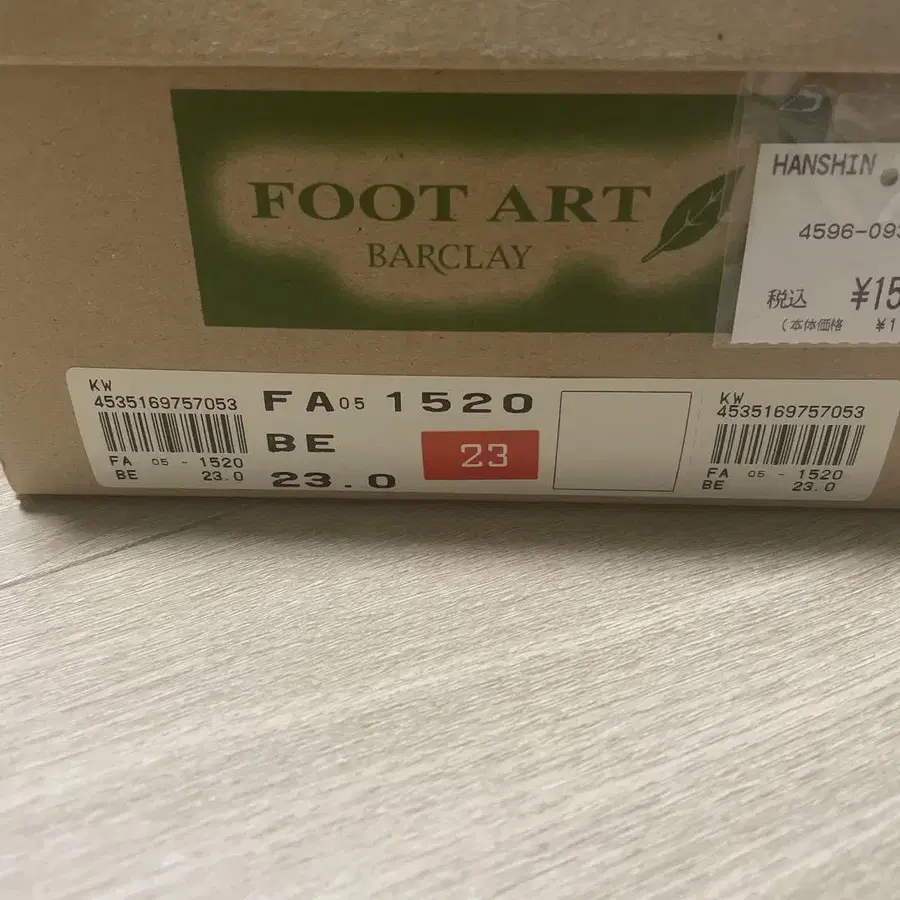 FOOT ART
BARCLAY
HANSHIN
4596-093
税込 ¥15
(本体価格 ¥1
KW
4535169757053
FA 05 - 1520
BE 23.0
FA05 1520
BE
23.0
23
KW
4535169757053
FA 05 - 1520
BE 23.0